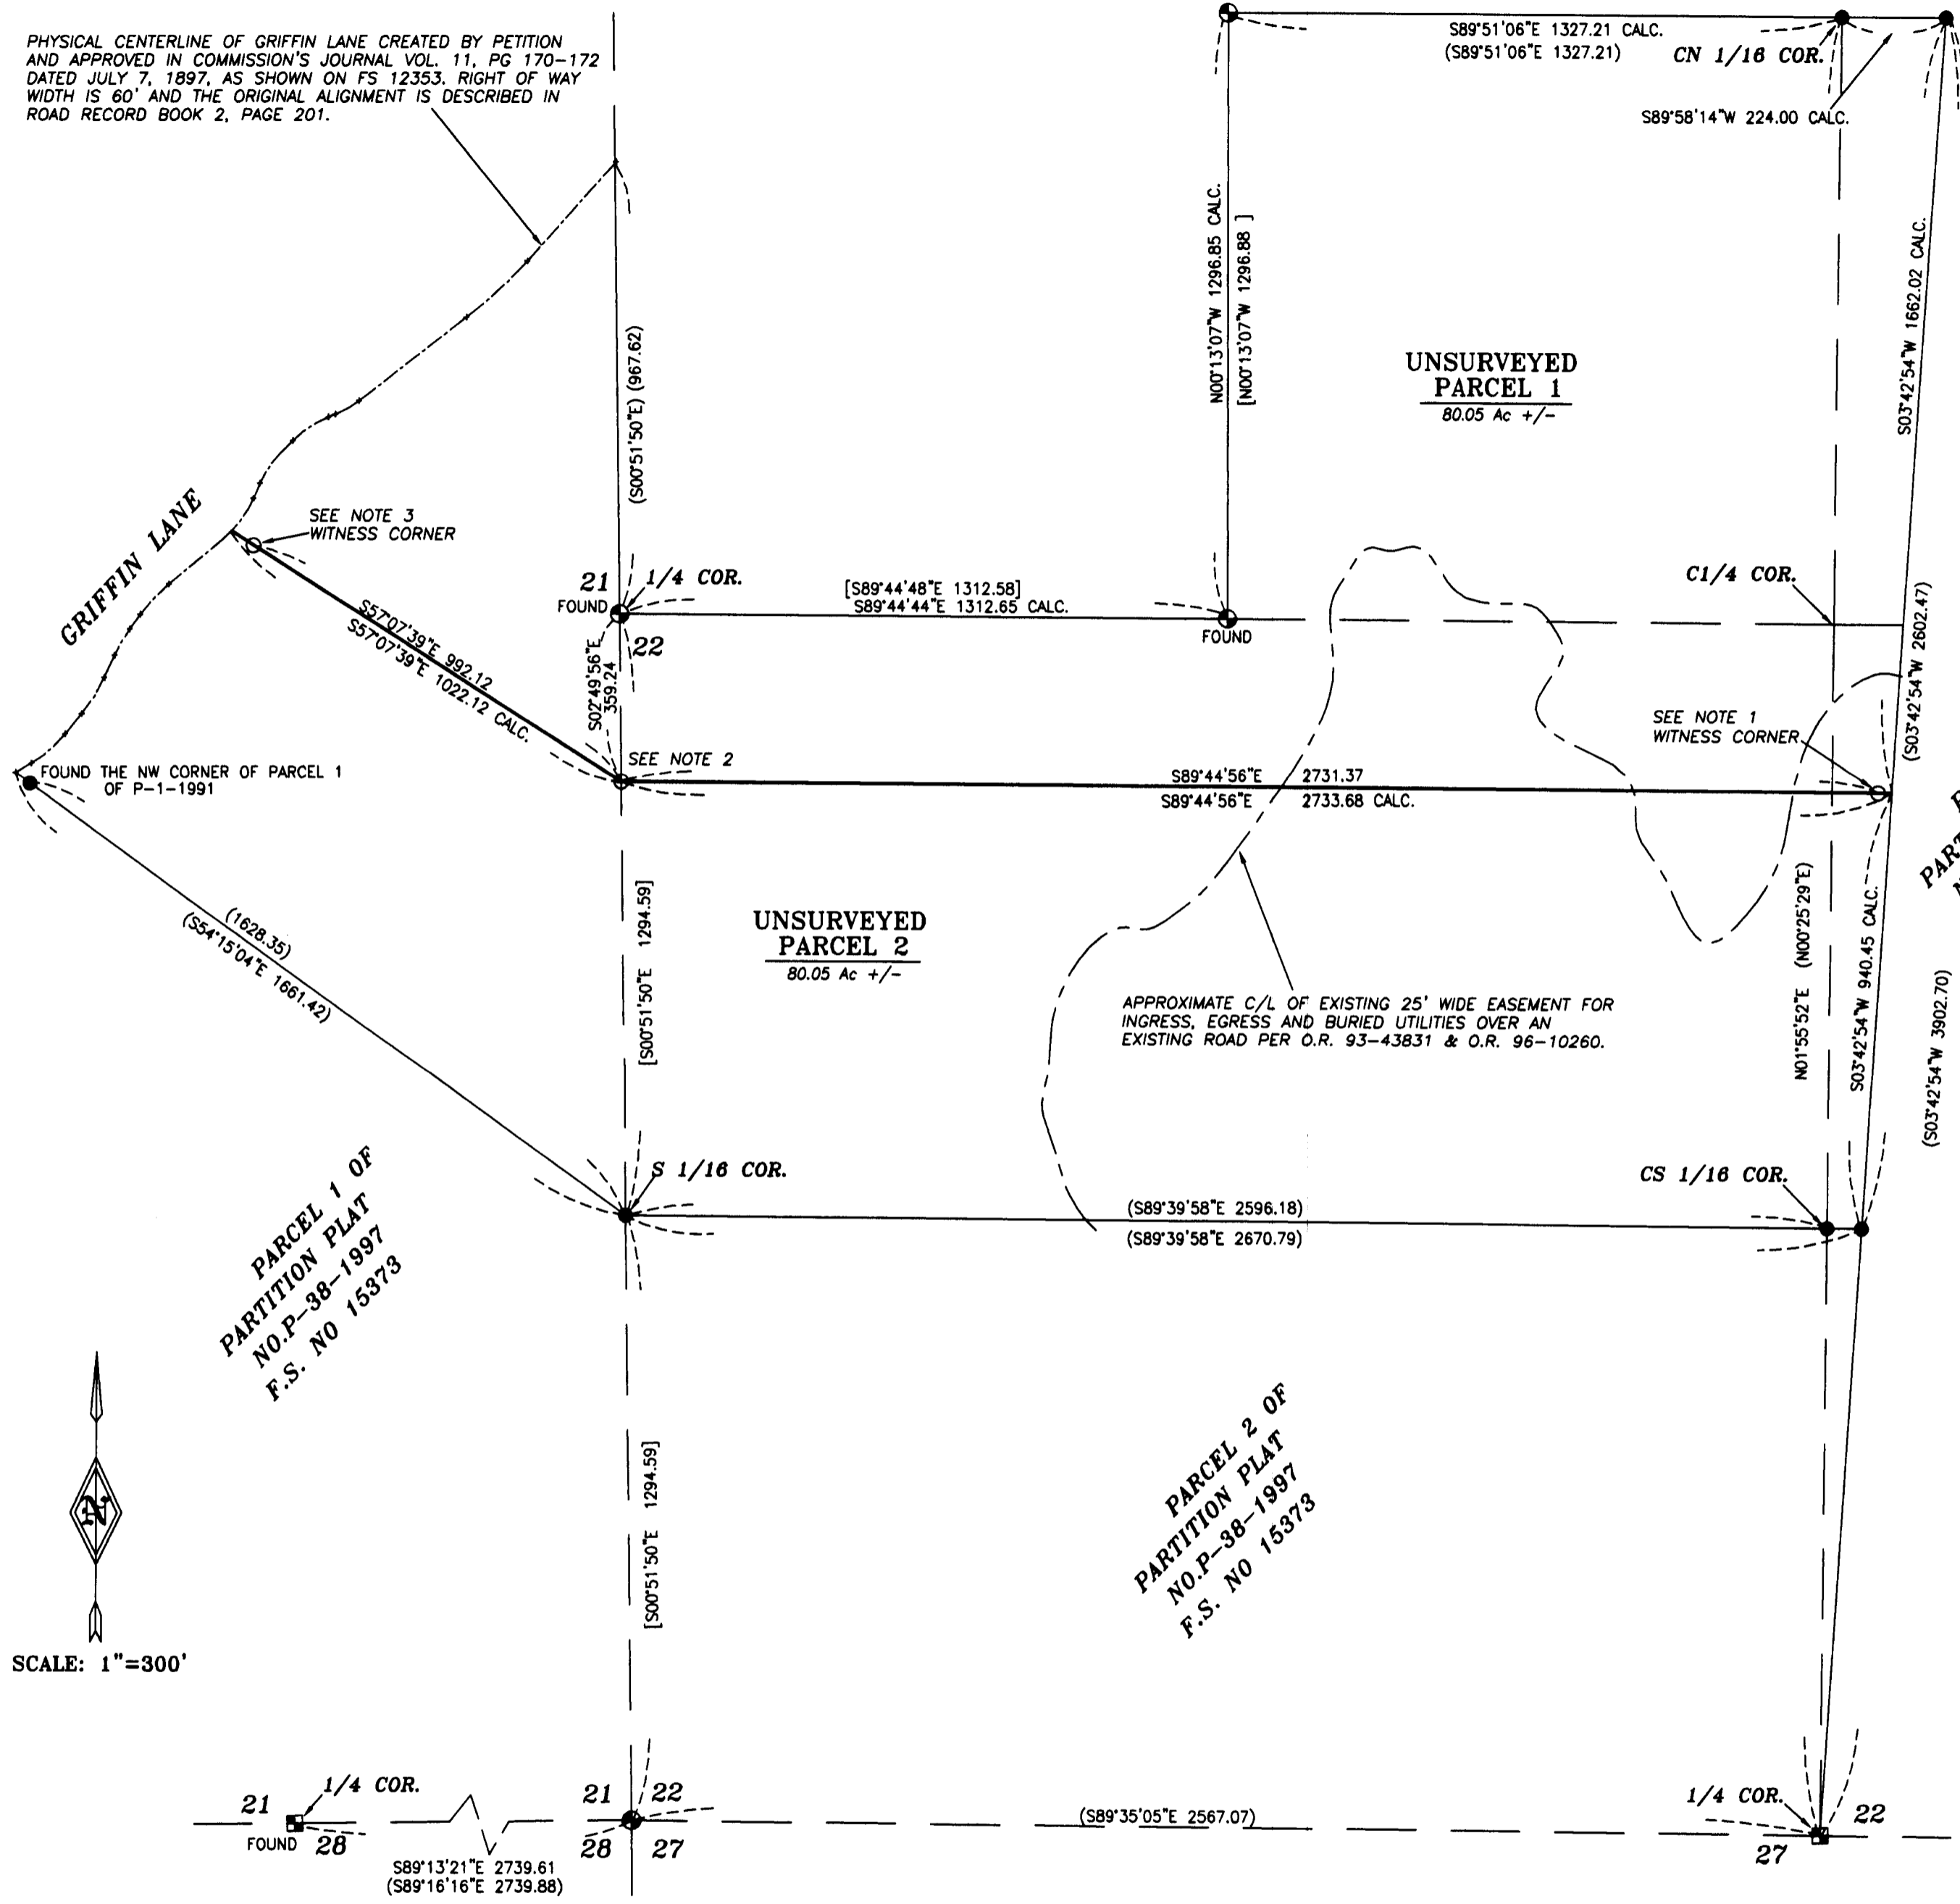 PHYSICAL CENTERLINE OF GRIFFIN LANE CREATED BY PETITION
AND APPROVED IN COMMISSION'S JOURNAL VOL. 11, PG 170-172
DATED JULY 7, 1897, AS SHOWN ON FS 12353. RIGHT OF WAY
WIDTH IS 60' AND THE ORIGINAL ALIGNMENT IS DESCRIBED IN
ROAD RECORD BOOK 2, PAGE 201.
S89°51'06"E 1327.21 CALC.
(S89°51'06"E 1327.21)
CN 1/16 COR.
S89°58'14"W 224.00 CALC.
N00°13'07"W 1296.85 CALC.
[N00°13'07"W 1296.88 ]
S03°42'54"W 1662.02 CALC.
(S00°51'50"E) (967.62)
UNSURVEYED
PARCEL 1
80.05 Ac +/-
GRIFFIN LANE
SEE NOTE 3
WITNESS CORNER
21
1/4 COR.
FOUND
22
[S89°44'48"E 1312.58]
S89°44'44"E 1312.65 CALC.
FOUND
C1/4 COR.
(S03°42'54"W 2602.47)
S57°07'39"E 992.12
S57°07'39"E 1022.12 CALC.
S02°49'56"E
359.24
SEE NOTE 2
SEE NOTE 1
WITNESS CORNER
FOUND THE NW CORNER OF PARCEL 1
OF P-1-1991
S89°44'56"E 2731.37
S89°44'56"E 2733.68 CALC.
(1628.35)
(S54°15'04"E 1661.42)
[S00°51'50"E 1294.59]
UNSURVEYED
PARCEL 2
80.05 Ac +/-
N01°55'52"E (N00°25'29"E)
S03°42'54"W 940.45 CALC.
(S03°42'54"W 3902.70)
APPROXIMATE C/L OF EXISTING 25' WIDE EASEMENT FOR
INGRESS, EGRESS AND BURIED UTILITIES OVER AN
EXISTING ROAD PER O.R. 93-43831 & O.R. 96-10260.
S 1/16 COR.
CS 1/16 COR.
(S89°39'58"E 2596.18)
(S89°39'58"E 2670.79)
PARCEL 1 OF
PARTITION PLAT
NO.P-38-1997
F.S. NO 15373
PARCEL 2 OF
PARTITION PLAT
NO.P-38-1997
F.S. NO 15373
[S00°51'50"E 1294.59]
N
SCALE: 1"=300'
21
1/4 COR.
FOUND
28
21 22
28 27
S89°13'21"E 2739.61
(S89°16'16"E 2739.88)
(S89°35'05"E 2567.07)
1/4 COR.
22
27